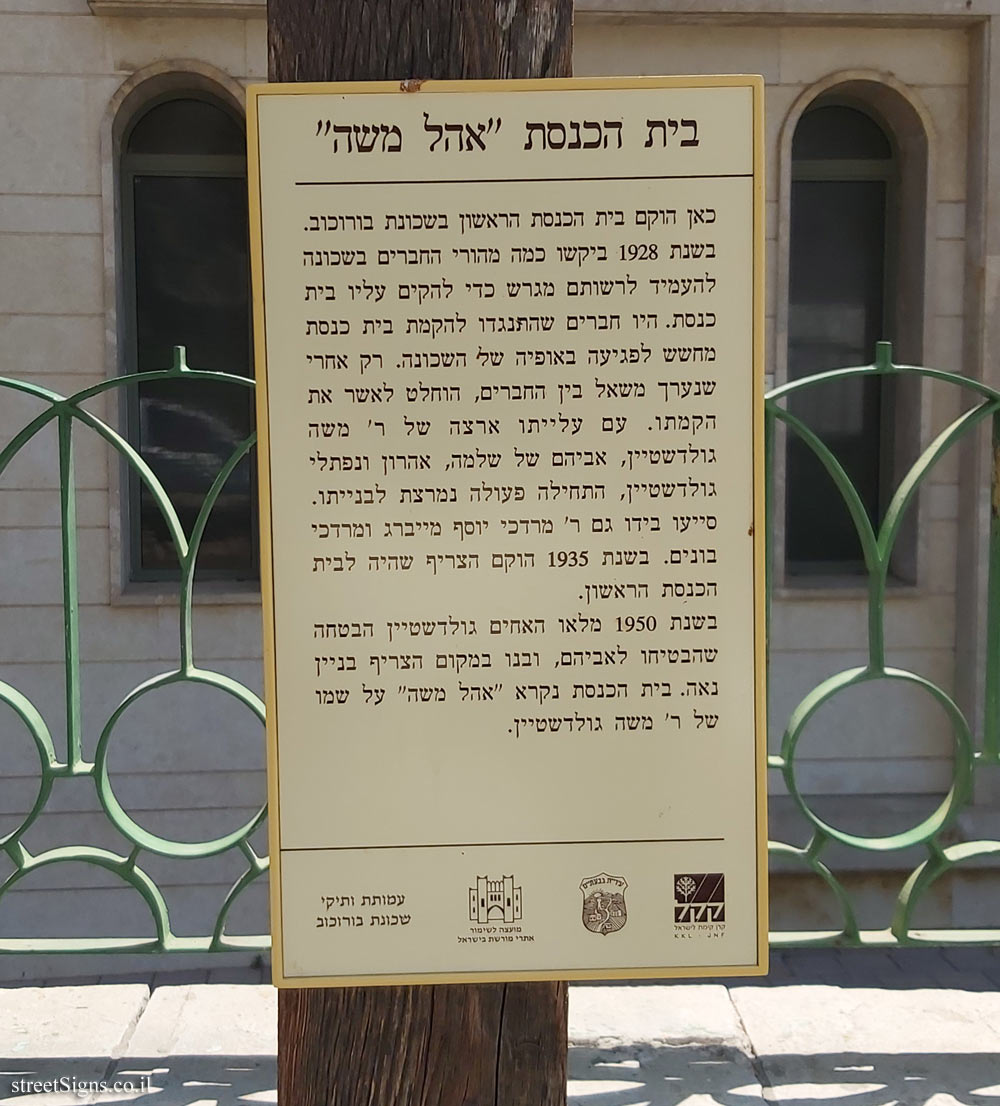 בית הכנסת "אהל משה"
כאן הוקם בית הכנסת הראשון בשכונת בורוכוב.
בשנת 1928 ביקשו כמה מהורי החברים בשכונה
להעמיד לרשותם מגרש כדי להקים עליו בית
כנסת. היו חברים שהתנגדו להקמת בית כנסת
מחשש לפגיעה באופיה של השכונה. רק אחרי
שנערך משאל בין החברים, הוחלט לאשר את
הקמתו. עם עלייתו ארצה של ר' משה
גולדשטיין, אביהם של שלמה, אהרון ונפתלי
גולדשטיין, התחילה פעולה נמרצת לבנייתו.
סייעו בידו גם ר' מרדכי יוסף מייברג ומרדכי
בונים. בשנת 1935 הוקם הצריף שהיה לבית
הכנסת הראשון.
בשנת 1950 מלאו האחים גולדשטיין הבטחה
שהבטיחו לאביהם, ובנו במקום הצריף בניין
נאה. בית הכנסת נקרא "אהל משה" על שמו
של ר' משה גולדשטיין.
קקל
קרן קימת לישראל
KKL - JNF
עירית גבעתיים
מועצה לשימור
אתרי מורשת בישראל
עמותת ותיקי
שכונת בורוכוב
streetSigns.co.il